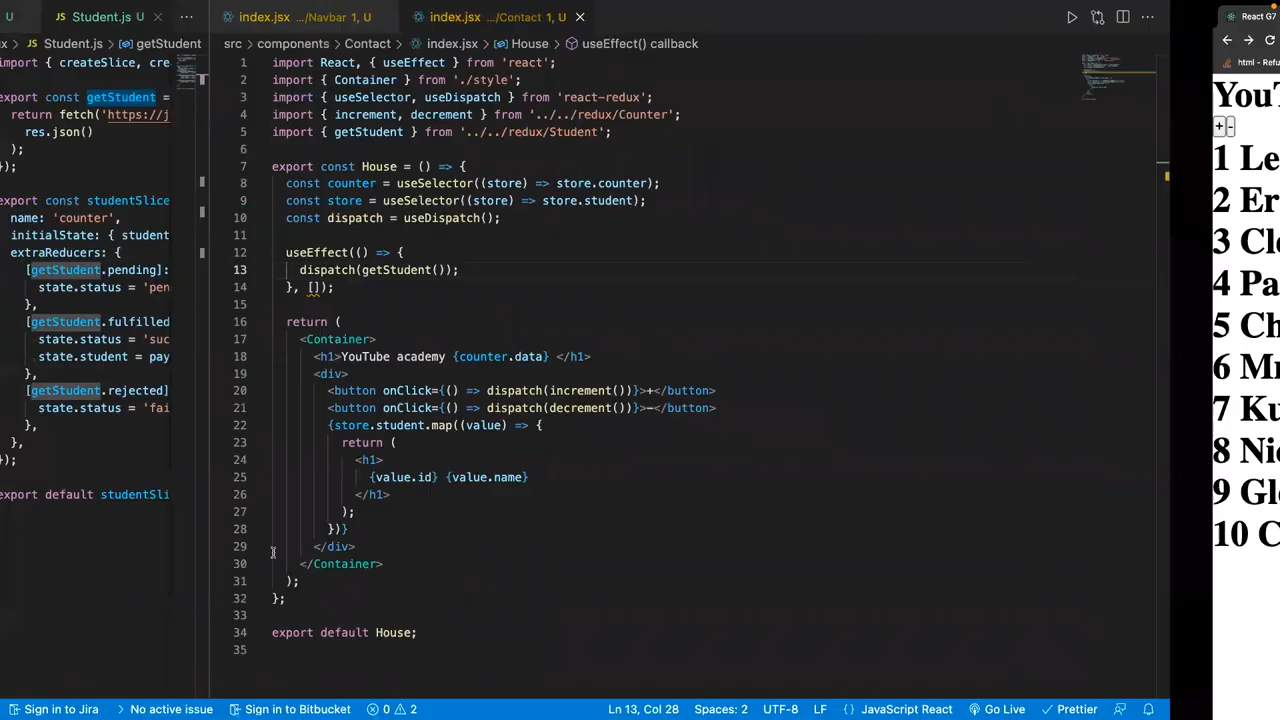 U
Student.js U
index.jsx .../Navbar 1, U
index.jsx .../Contact 1, U
Student.js
getStudent
src
components
Contact
index.jsx
House
useEffect() callback
mport { createSlice, cre
export const getStudent =
return fetch('https://j
res.json()
);
export const studentSlice
name: 'counter',
initialState: { student
extraReducers: {
[getStudent.pending]:
state.status = 'pen
},
[getStudent.fulfilled
state.status = 'suc
state.student = pay
},
[getStudent.rejected]
state.status = 'fai
},
},
export default studentSli
1 import React, { useEffect } from 'react';
2 import { Container } from './style';
3 import { useSelector, useDispatch } from 'react-redux';
4 import { increment, decrement } from '../../redux/Counter';
5 import { getStudent } from '../../redux/Student';
6
7 export const House = () => {
8 const counter = useSelector((store) => store.counter);
9 const store = useSelector((store) => store.student);
10 const dispatch = useDispatch();
11
12 useEffect(() => {
13 dispatch(getStudent());
14 }, []);
15
16 return (
17 <Container>
18 <h1>YouTube academy {counter.data} </h1>
19 <div>
20 <button onClick={() => dispatch(increment())}>+</button>
21 <button onClick={() => dispatch(decrement())}>-</button>
22 {store.student.map((value) => {
23 return (
24 <h1>
25 {value.id} {value.name}
26 </h1>
27 );
28 })}
29 </div>
30 </Container>
31 );
32 };
33
34 export default House;
35
Sign in to Jira
No active issue
Sign in to Bitbucket
0 2
Ln 13, Col 28
Spaces: 2
UTF-8
LF
{} JavaScript React
Go Live
Prettier
React G7
html - Refu
YouT
+-
1 Le
2 Er
3 Cle
4 Pa
5 Ch
6 Mr
7 Ku
8 Nic
9 Gle
10 C